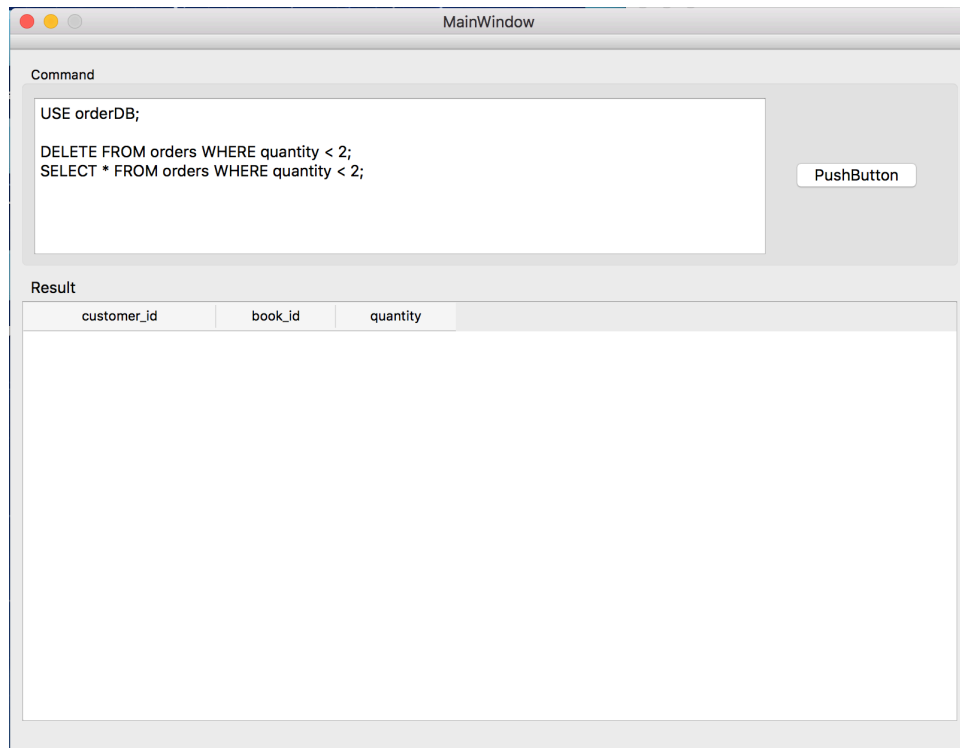 MainWindow
Command
USE orderDB;
DELETE FROM orders WHERE quantity < 2;
SELECT * FROM orders WHERE quantity < 2;
PushButton
Result
customer_id book_id quantity